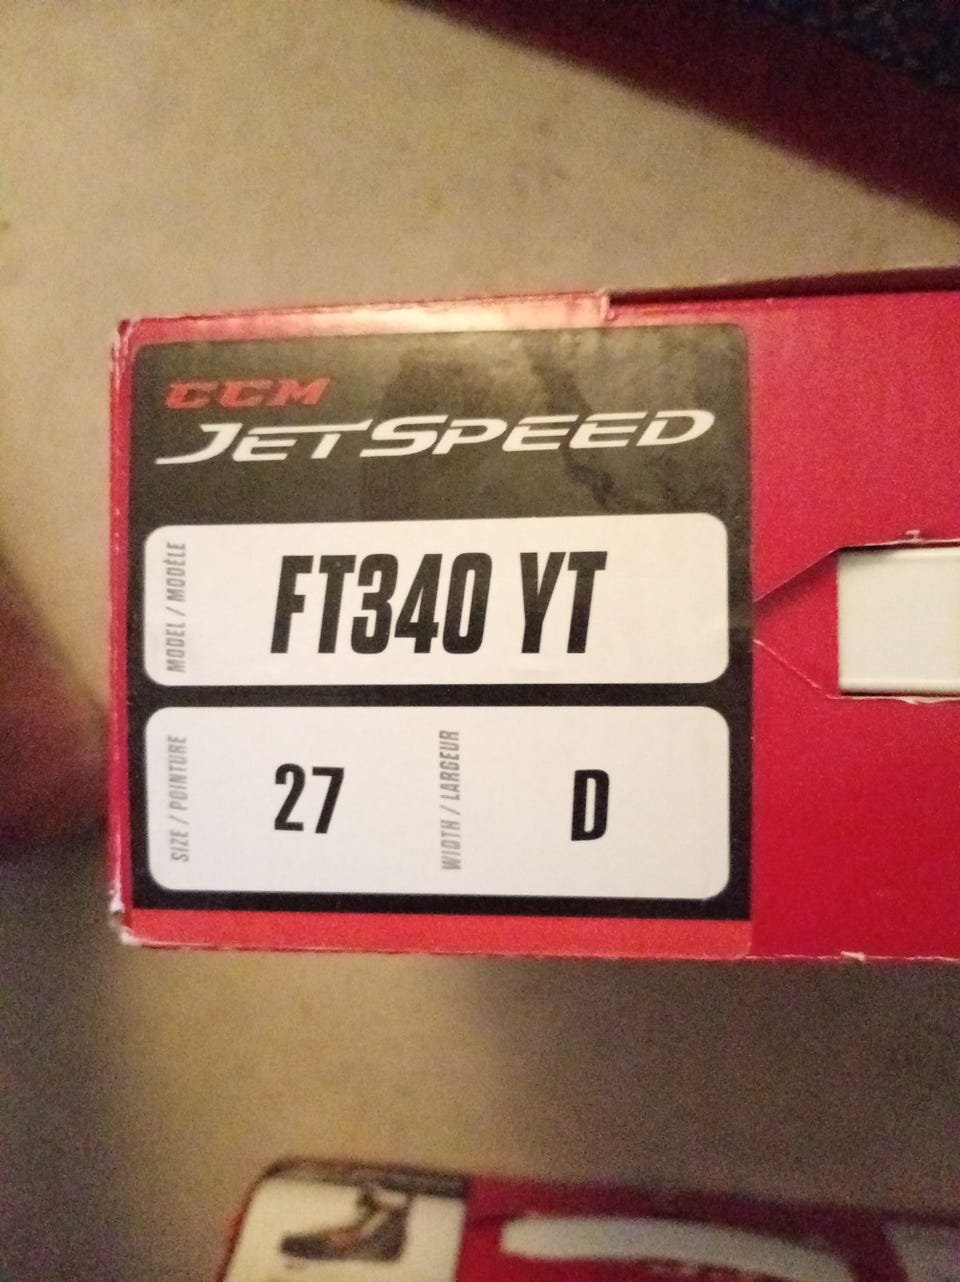 CCM
JETSPEED
MODEL / MODÈLE
FT340 YT
SIZE / POINTURE
27
WIDTH / LARGEUR
D